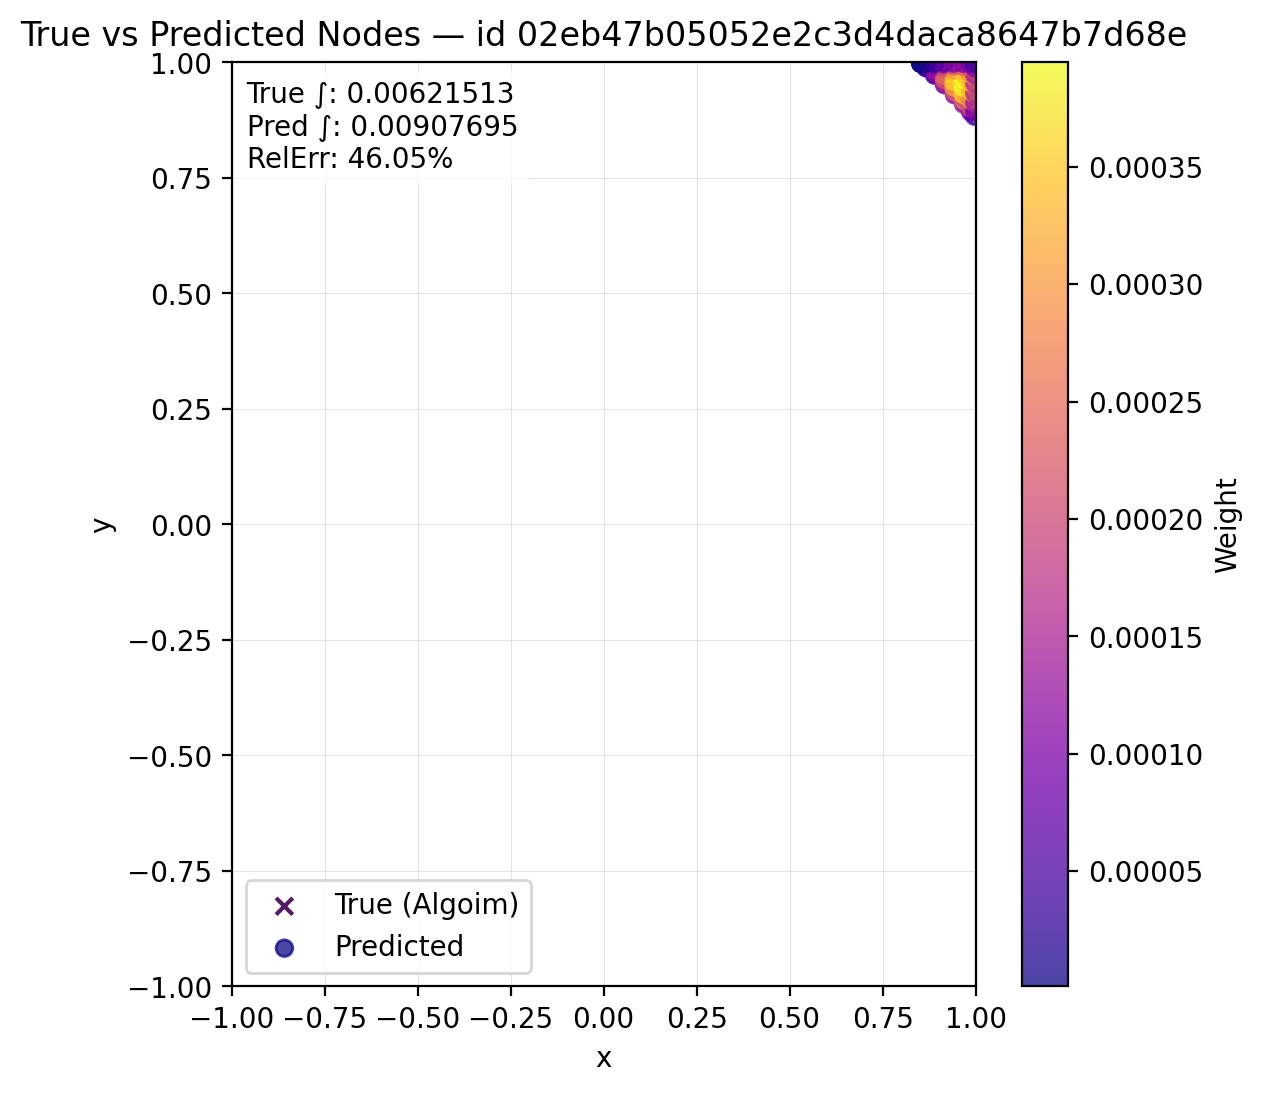 True vs Predicted Nodes — id 02eb47b05052e2c3d4daca8647b7d68e
True ∫: 0.00621513
Pred ∫: 0.00907695
RelErr: 46.05%
1.00
0.75
0.50
0.25
0.00
−0.25
−0.50
−0.75
−1.00
y
True (Algoim)
Predicted
−1.00 −0.75 −0.50 −0.25 0.00 0.25 0.50 0.75 1.00
x
0.00035
0.00030
0.00025
0.00020
0.00015
0.00010
0.00005
Weight